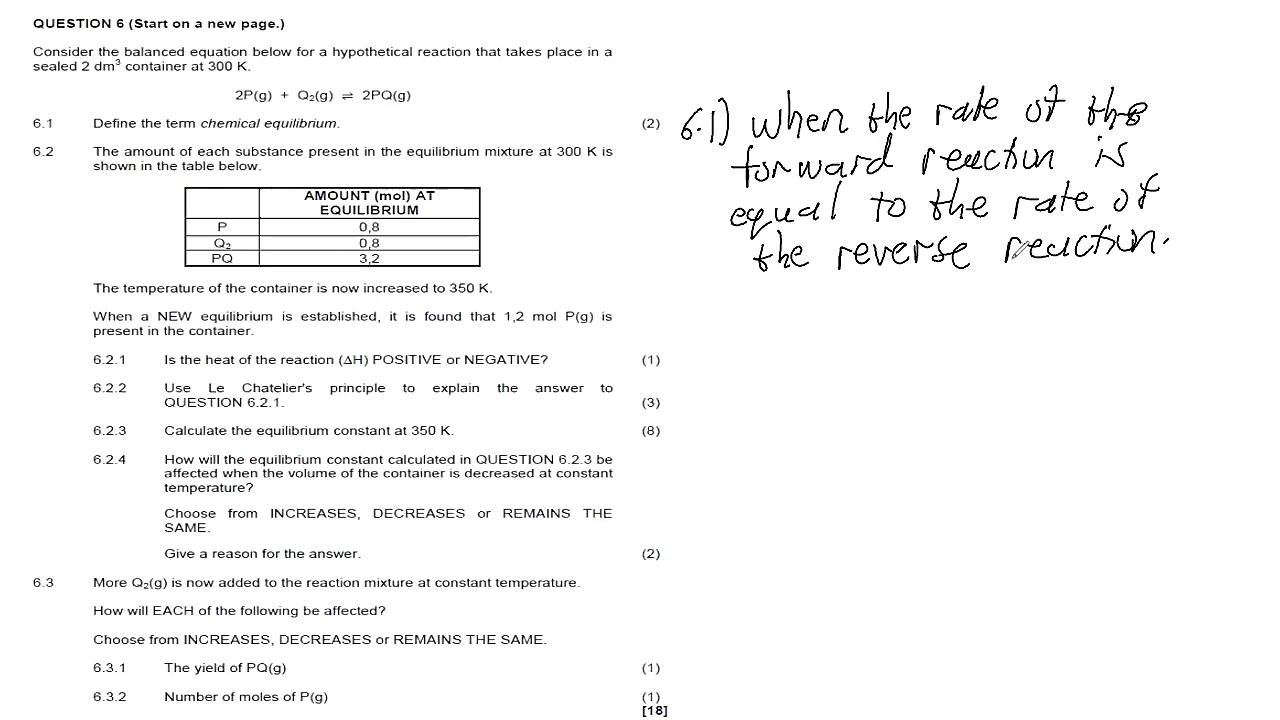 QUESTION 6 (Start on a new page.)
Consider the balanced equation below for a hypothetical reaction that takes place in a
sealed 2 dm³ container at 300 K.
2P(g) + Q₂(g) ⇌ 2PQ(g)
6.1 Define the term chemical equilibrium. (2)
6.2 The amount of each substance present in the equilibrium mixture at 300 K is
shown in the table below.
AMOUNT (mol) AT
EQUILIBRIUM
P 0,8
Q₂ 0,8
PQ 3,2
The temperature of the container is now increased to 350 K.
When a NEW equilibrium is established, it is found that 1,2 mol P(g) is
present in the container.
6.2.1 Is the heat of the reaction (ΔH) POSITIVE or NEGATIVE? (1)
6.2.2 Use Le Chatelier's principle to explain the answer to
QUESTION 6.2.1. (3)
6.2.3 Calculate the equilibrium constant at 350 K. (8)
6.2.4 How will the equilibrium constant calculated in QUESTION 6.2.3 be
affected when the volume of the container is decreased at constant
temperature?
Choose from INCREASES, DECREASES or REMAINS THE
SAME.
Give a reason for the answer. (2)
6.3 More Q₂(g) is now added to the reaction mixture at constant temperature.
How will EACH of the following be affected?
Choose from INCREASES, DECREASES or REMAINS THE SAME.
6.3.1 The yield of PQ(g) (1)
6.3.2 Number of moles of P(g) (1)
[18]
6.1) When the rate of the
forward reaction is
equal to the rate of
the reverse reaction.